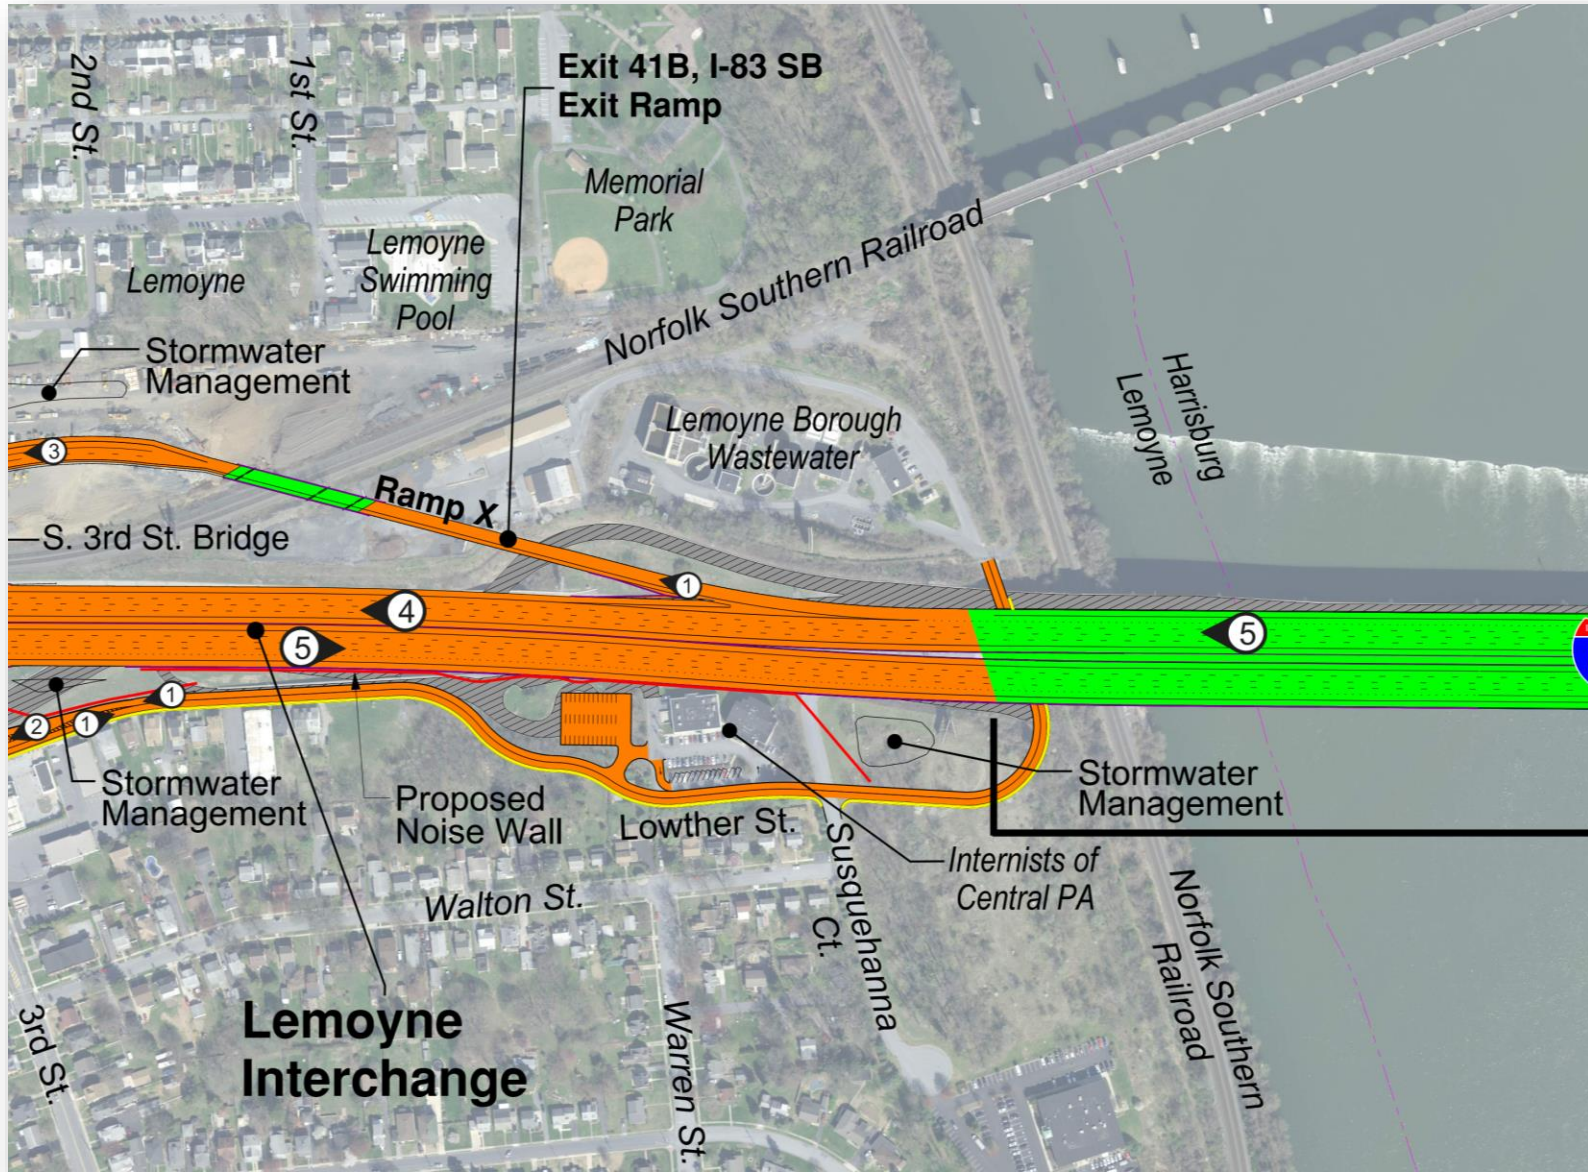 2nd St.
1st St.
Exit 41B, I-83 SB
Exit Ramp
Memorial
Park
Lemoyne
Swimming
Pool
Lemoyne
Norfolk Southern Railroad
Stormwater
Management
Harrisburg
Lemoyne
Lemoyne Borough
Wastewater
3
Ramp X
S. 3rd St. Bridge
1
4
5
5
1
2
1
Stormwater
Management
Proposed
Noise Wall
Lowther St.
Stormwater
Management
Susquehanna
Ct.
Internists of
Central PA
Walton St.
Norfolk Southern
Railroad
Lemoyne
Interchange
3rd St.
Warren St.